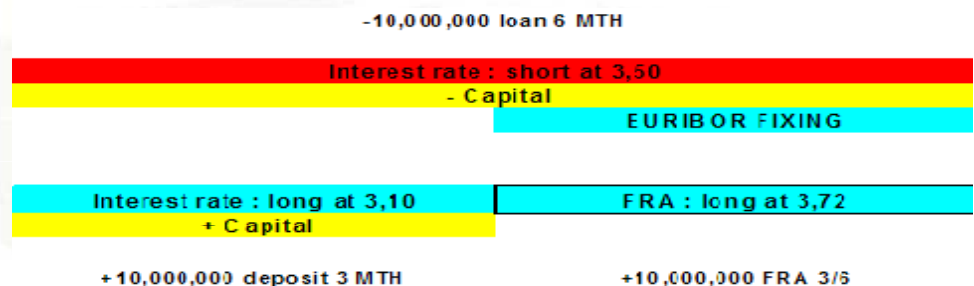 -10,000,000 loan 6 MTH
Interest rate : short at 3,50
- Capital
EURIBOR FIXING
Interest rate : long at 3,10
FRA : long at 3,72
+ Capital
+10,000,000 deposit 3 MTH
+10,000,000 FRA 3/6